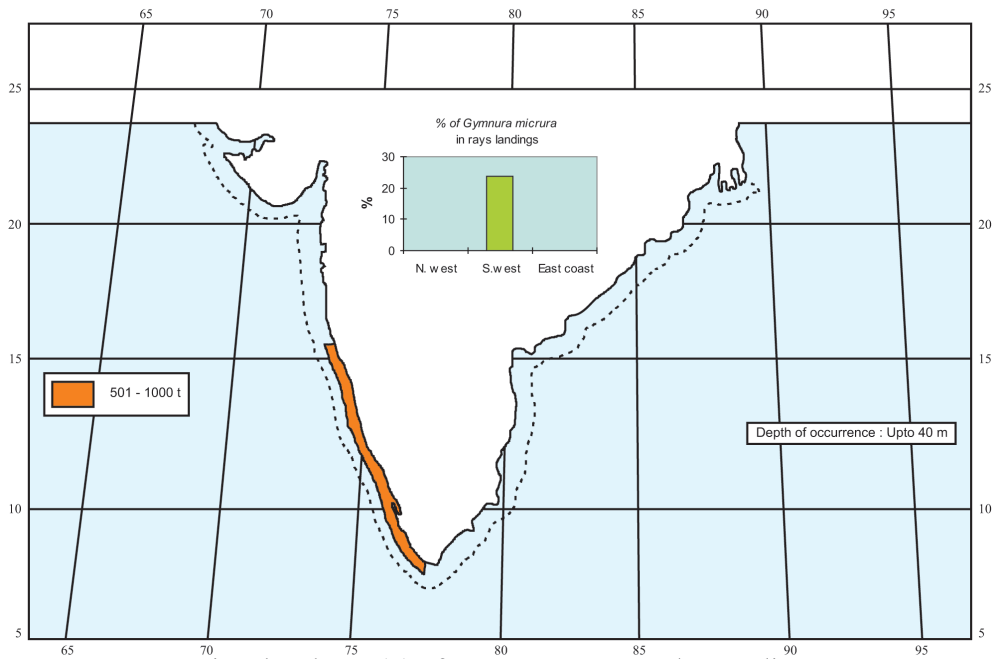 65 70 75 80 85 90 95
25 25
% of Gymnura micrura
in rays landings
30
20
%
10
0
N. west S.west East coast
20 20
15 15
501 - 1000 t
Depth of occurrence : Upto 40 m
10 10
5 5
65 70 75 80 85 90 95